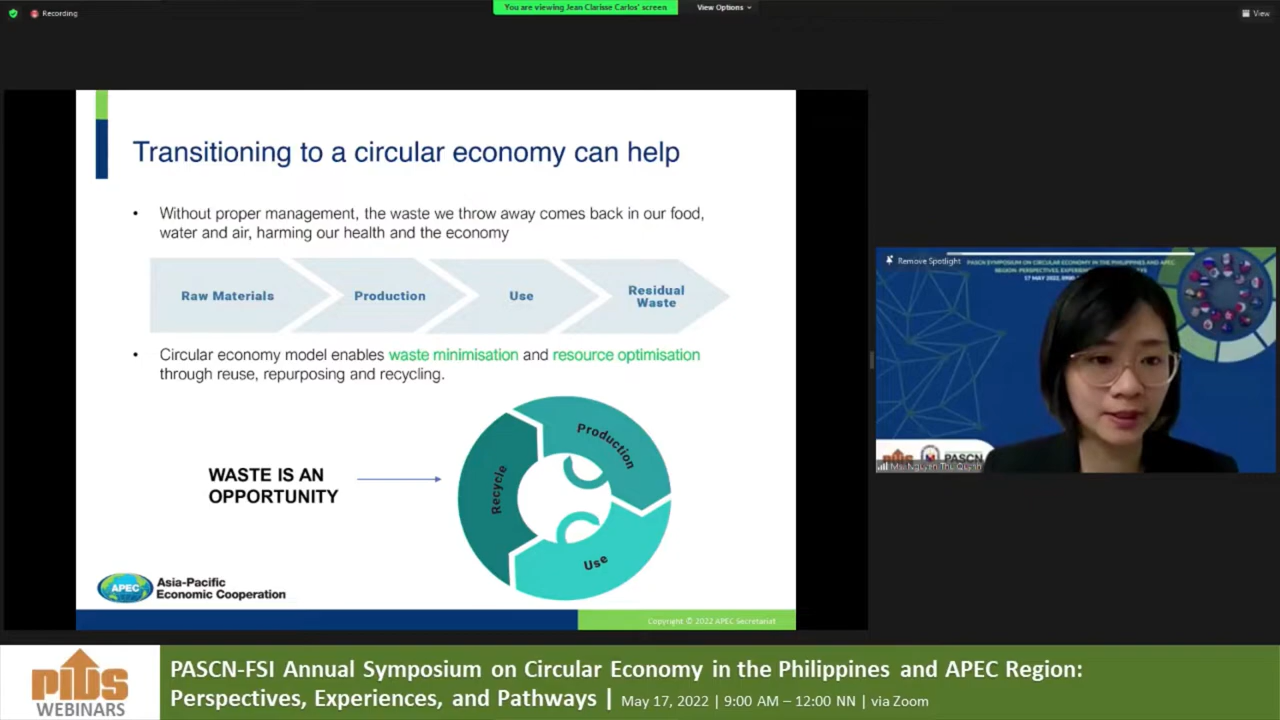 Recording
You are viewing Jean Clarisse Carlos' screen
View Options
View
Transitioning to a circular economy can help
• Without proper management, the waste we throw away comes back in our food,
water and air, harming our health and the economy
Raw Materials
Production
Use
Residual
Waste
• Circular economy model enables waste minimisation and resource optimisation
through reuse, repurposing and recycling.
WASTE IS AN
OPPORTUNITY
Production
Recycle
Use
APEC
Asia-Pacific
Economic Cooperation
Copyright © 2022 APEC Secretariat
Remove Spotlight
PASCN SYMPOSIUM ON CIRCULAR ECONOMY IN THE PHILIPPINES AND APEC
REGION: PERSPECTIVES,
17 MAY 2022,
PIDS
PASCN
Ms. Nguyen Thu Quynh
PIDS
WEBINARS
PASCN-FSI Annual Symposium on Circular Economy in the Philippines and APEC Region:
Perspectives, Experiences, and Pathways | May 17, 2022 | 9:00 AM – 12:00 NN | via Zoom